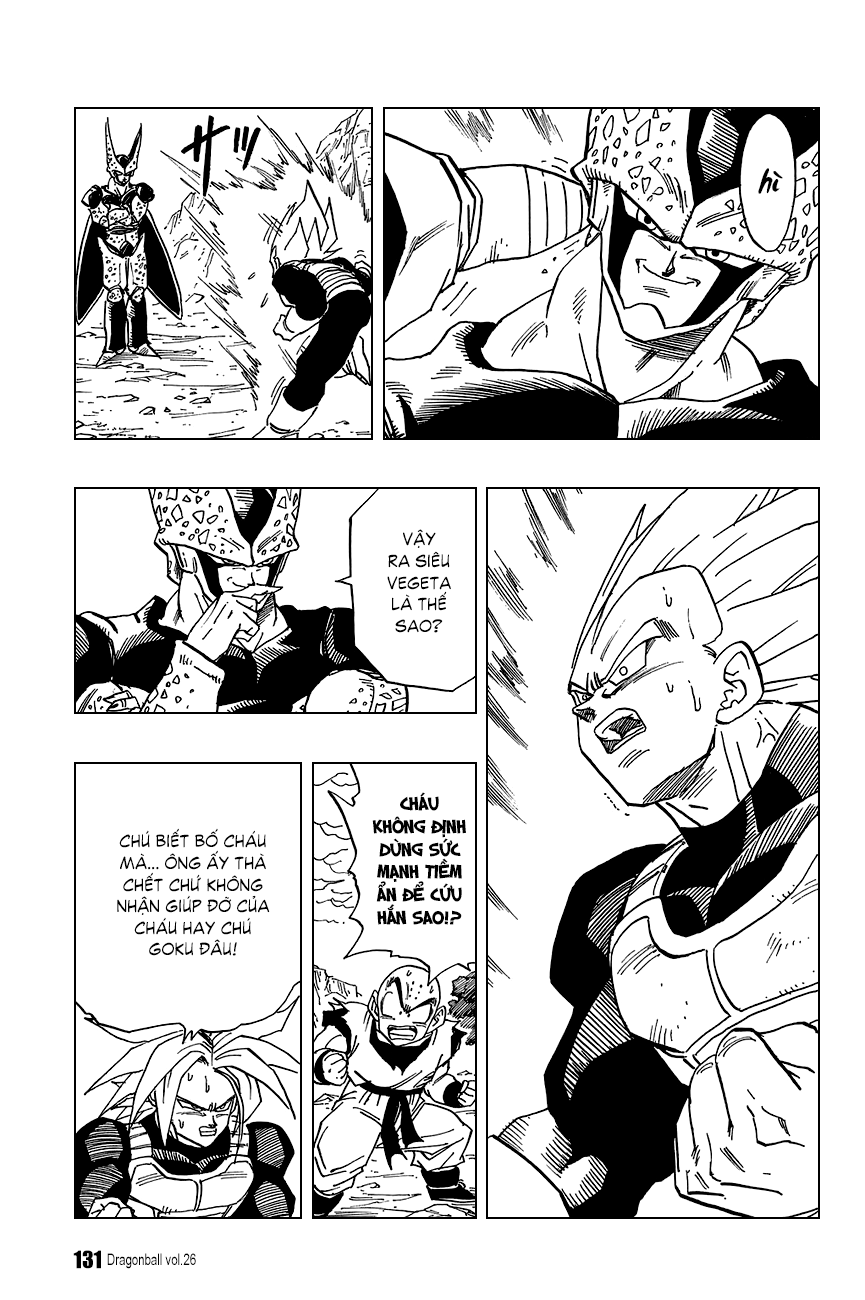 hì
ザッ
VẬY
RA SIÊU
VEGETA
LÀ THẾ
SAO?
CHÁU
KHÔNG ĐỊNH
DÙNG SỨC
MẠNH TIỀM
ẨN ĐỂ CỨU
HẮN SAO!?
CHÚ BIẾT BỐ CHÁU
MÀ... ÔNG ẤY THÀ
CHẾT CHỨ KHÔNG
NHẬN GIÚP ĐỠ CỦA
CHÁU HAY CHÚ
GOKU ĐÂU!
131 Dragonball vol.26